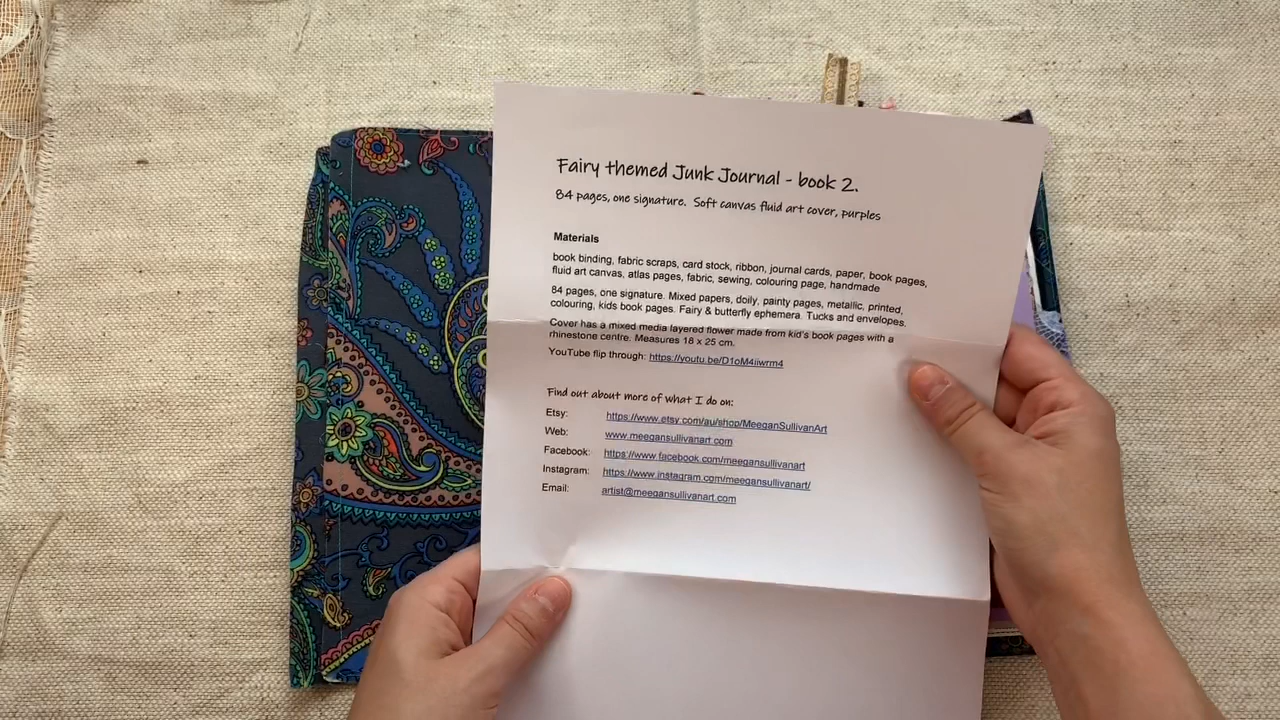 Fairy themed Junk Journal - book 2.
84 pages, one signature. Soft canvas fluid art cover, purples
Materials
book binding, fabric scraps, card stock, ribbon, journal cards, paper, book pages,
fluid art canvas, atlas pages, fabric, sewing, colouring page, handmade
84 pages, one signature. Mixed papers, doily, painty pages, metallic, printed,
colouring, kids book pages. Fairy & butterfly ephemera. Tucks and envelopes.
Cover has a mixed media layered flower made from kid's book pages with a
rhinestone centre. Measures 18 x 25 cm.
YouTube flip through: https://youtu.be/D1oM4iiwrm4
Find out about more of what I do on:
Etsy: https://www.etsy.com/au/shop/MeeganSullivanArt
Web: www.meegansullivanart.com
Facebook: https://www.facebook.com/meegansullivanart
Instagram: https://www.instagram.com/meegansullivanart/
Email: artist@meegansullivanart.com